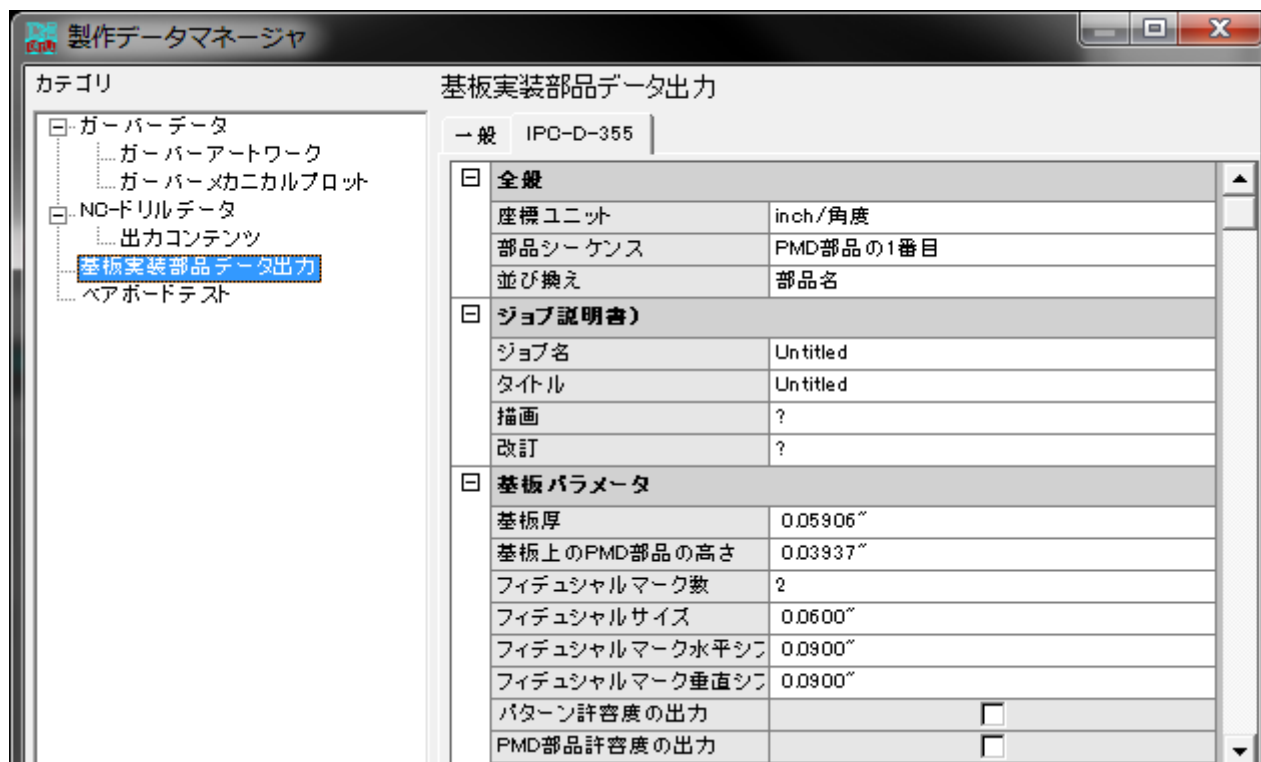 製作データマネージャ
カテゴリ
ガーバーデータ
ガーバーアートワーク
ガーバーメカニカルプロット
NC-ドリルデータ
出力コンテンツ
基板実装部品データ出力
ベアボードテスト
基板実装部品データ出力
一般 IPC-D-355
全般
座標ユニット inch/角度
部品シーケンス PMD部品の1番目
並び換え 部品名
ジョブ説明書)
ジョブ名 Untitled
タイトル Untitled
描画 ?
改訂 ?
基板パラメータ
基板厚 0.05906"
基板上のPMD部品の高さ 0.03937"
フィデュシャルマーク数 2
フィデュシャルサイズ 0.0600"
フィデュシャルマーク水平シフ 0.0900"
フィデュシャルマーク垂直シフ 0.0900"
パターン許容度の出力
PMD部品許容度の出力